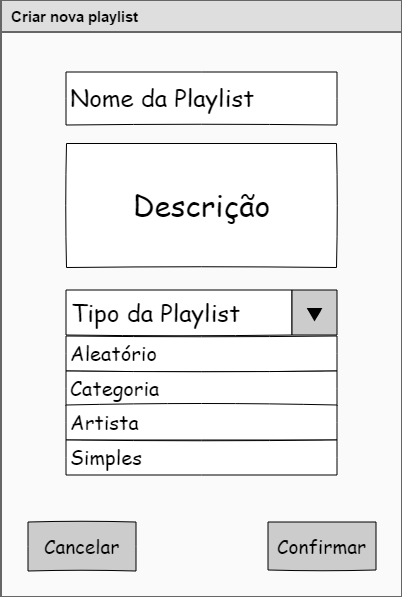 Criar nova playlist
Nome da Playlist
Descrição
Tipo da Playlist
Aleatório
Categoria
Artista
Simples
Cancelar
Confirmar